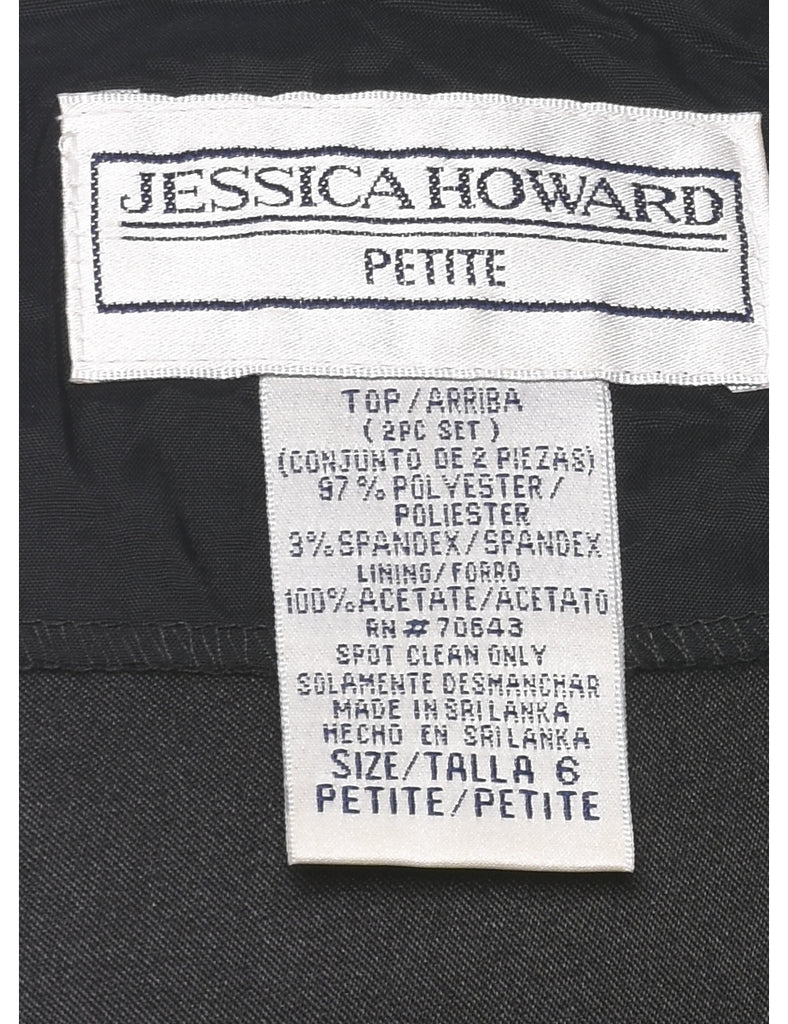 JESSICA HOWARD
PETITE
TOP/ARRIBA
(2PC SET)
(CONJUNTO DE 2 PIEZAS)
97% POLYESTER/
POLIESTER
3% SPANDEX/SPANDEX
LINING/FORRO
100% ACETATE/ACETATO
RN # 70643
SPOT CLEAN ONLY
SOLAMENTE DESMANCHAR
MADE IN SRI LANKA
HECHO EN SRI LANKA
SIZE/TALLA 6
PETITE/PETITE